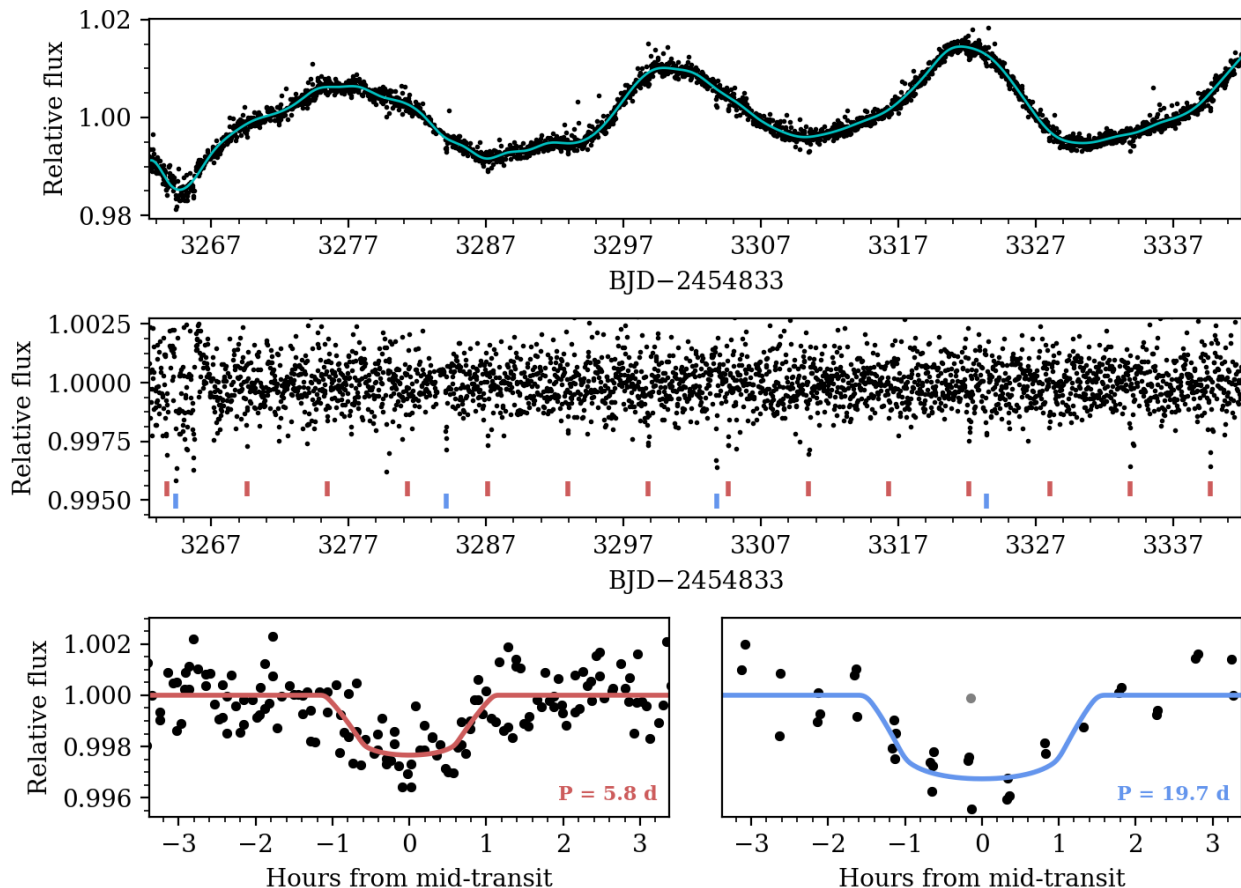 1.02
1.00
0.98
Relative flux
3267 3277 3287 3297 3307 3317 3327 3337
BJD−2454833
1.0025
1.0000
0.9975
0.9950
Relative flux
3267 3277 3287 3297 3307 3317 3327 3337
BJD−2454833
1.002
1.000
0.998
0.996
Relative flux
P = 5.8 d
P = 19.7 d
−3 −2 −1 0 1 2 3
−3 −2 −1 0 1 2 3
Hours from mid-transit
Hours from mid-transit